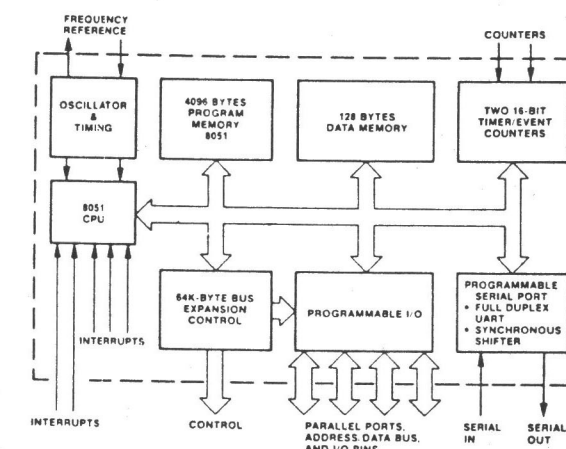 FREQUENCY
REFERENCE
COUNTERS
OSCILLATOR
&
TIMING
4096 BYTES
PROGRAM
MEMORY
8051
128 BYTES
DATA MEMORY
TWO 16-BIT
TIMER/EVENT
COUNTERS
8051
CPU
64K-BYTE BUS
EXPANSION
CONTROL
PROGRAMMABLE I/O
PROGRAMMABLE
SERIAL PORT
• FULL DUPLEX
UART
• SYNCHRONOUS
SHIFTER
INTERRUPTS
INTERRUPTS
CONTROL
PARALLEL PORTS,
ADDRESS, DATA BUS,
AND I/O PINS
SERIAL
IN
SERIAL
OUT